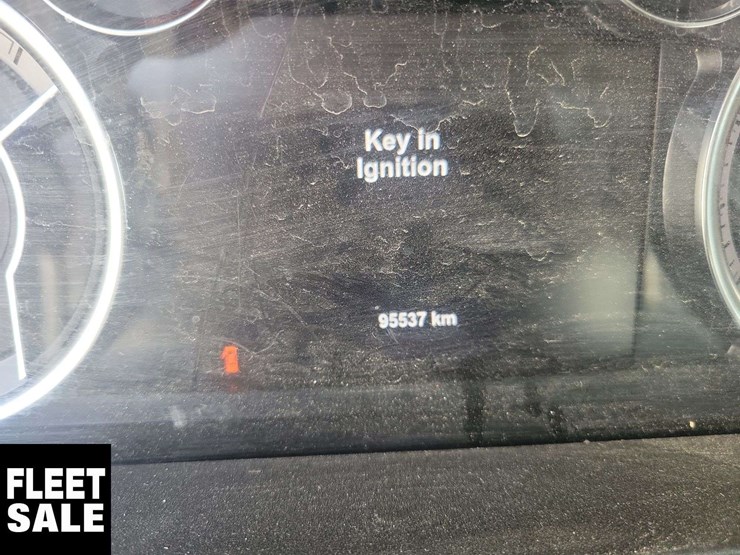 Key in
Ignition
95537 km
FLEET
SALE